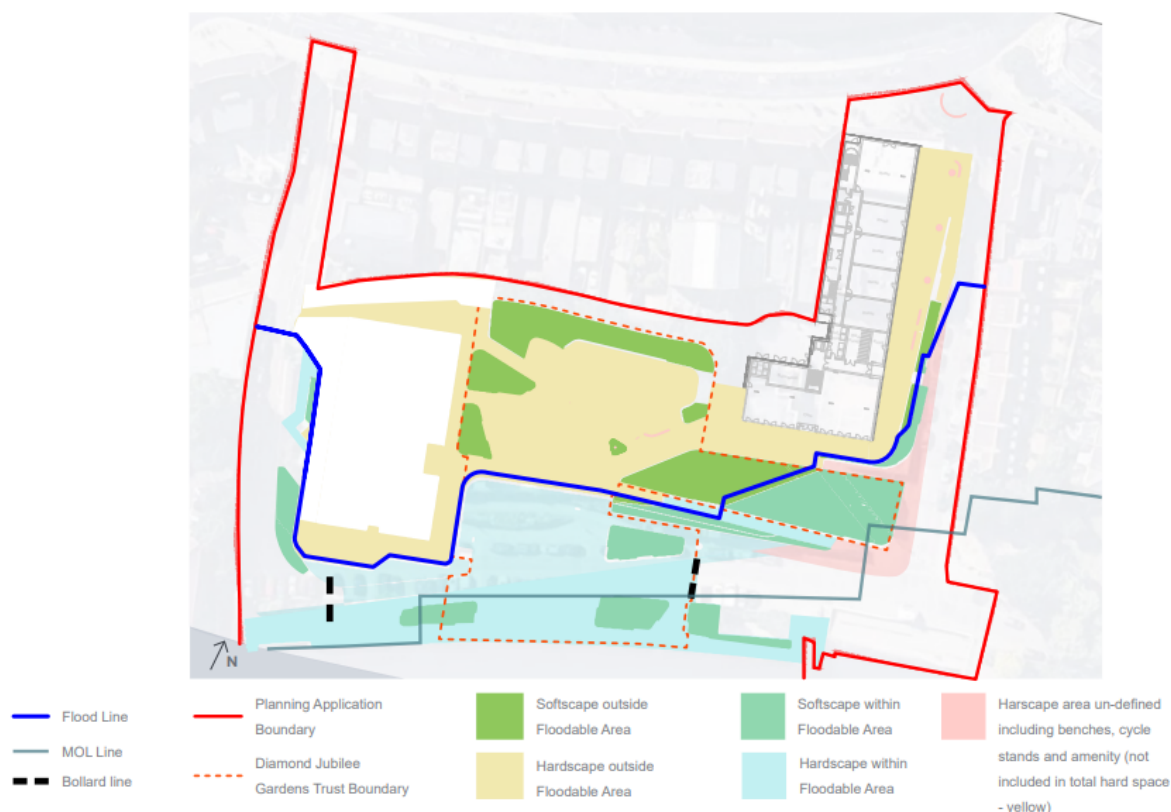 N
Flood Line
MOL Line
Bollard line
Planning Application
Boundary
Diamond Jubilee
Gardens Trust Boundary
Softscape outside
Floodable Area
Hardscape outside
Floodable Area
Softscape within
Floodable Area
Hardscape within
Floodable Area
Harscape area un-defined
including benches, cycle
stands and amenity (not
included in total hard space
- yellow)